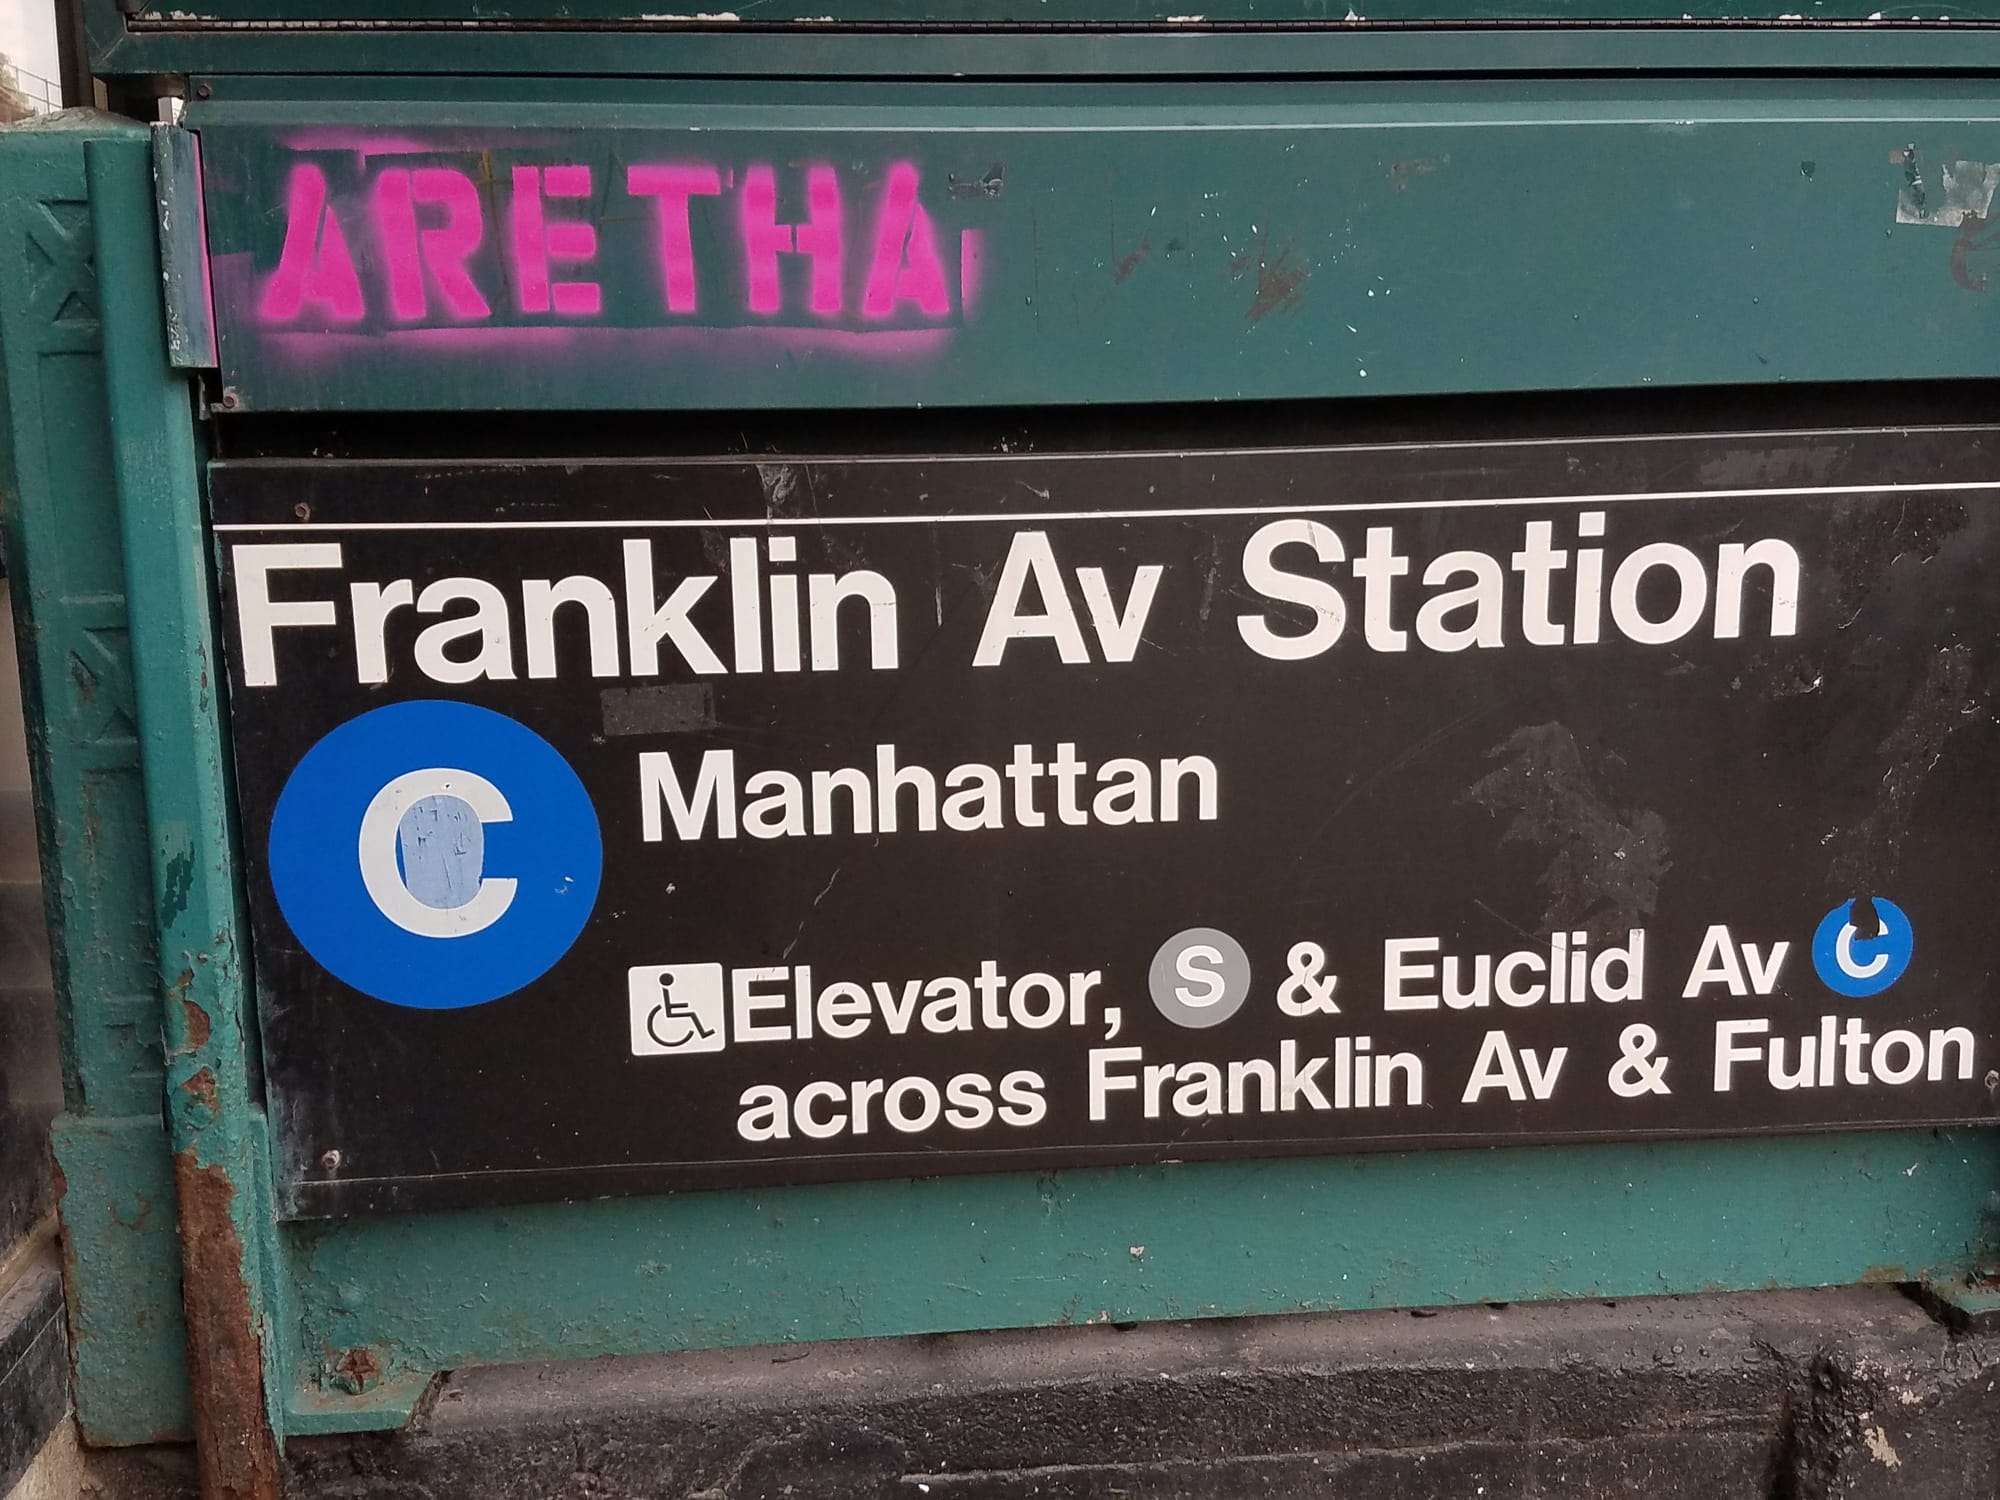 ARETHA
Franklin Av Station
C Manhattan
Elevator, S & Euclid Av C
across Franklin Av & Fulton